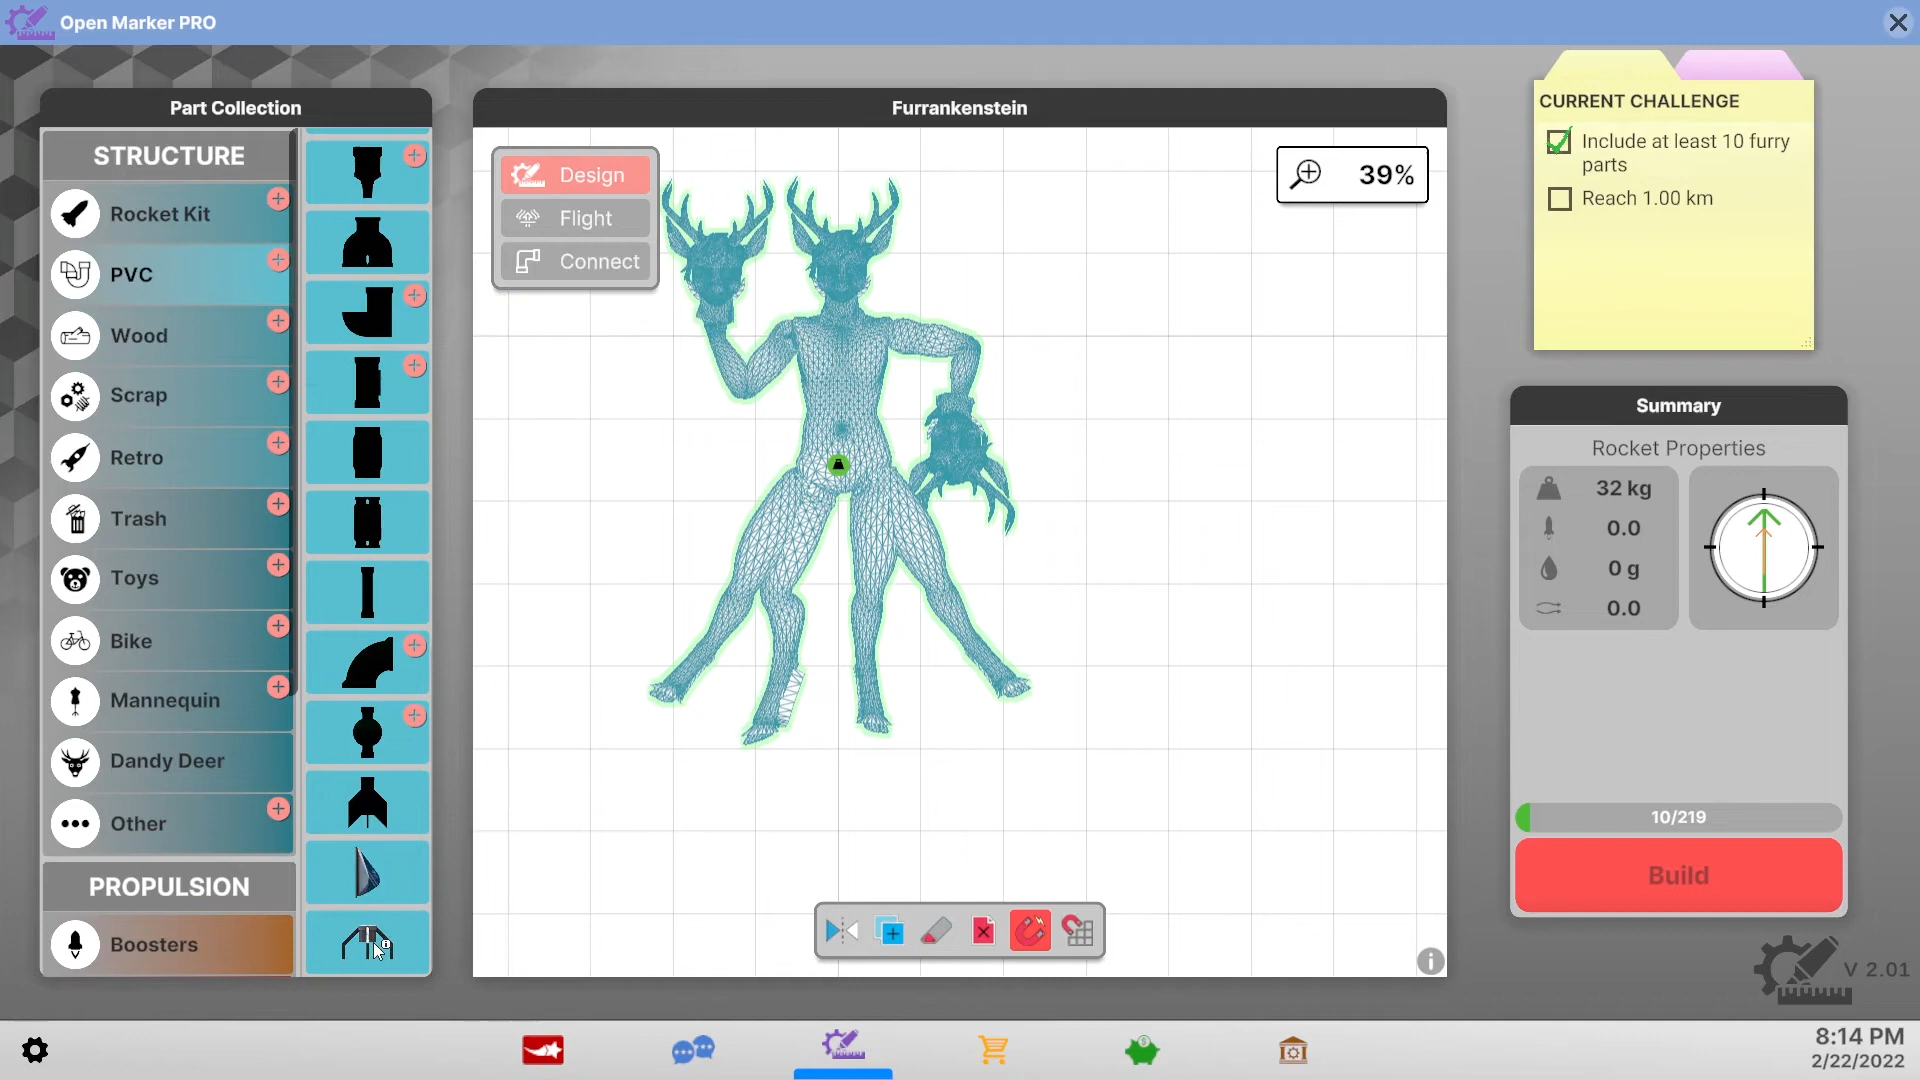 Open Marker PRO
Part Collection
STRUCTURE
Rocket Kit
PVC
Wood
Scrap
Retro
Trash
Toys
Bike
Mannequin
Dandy Deer
Other
PROPULSION
Boosters
Furrankenstein
Design
Flight
Connect
39%
CURRENT CHALLENGE
Include at least 10 furry
parts
Reach 1.00 km
Summary
Rocket Properties
32 kg
0.0
0 g
0.0
10/219
Build
V 2.01
8:14 PM
2/22/2022